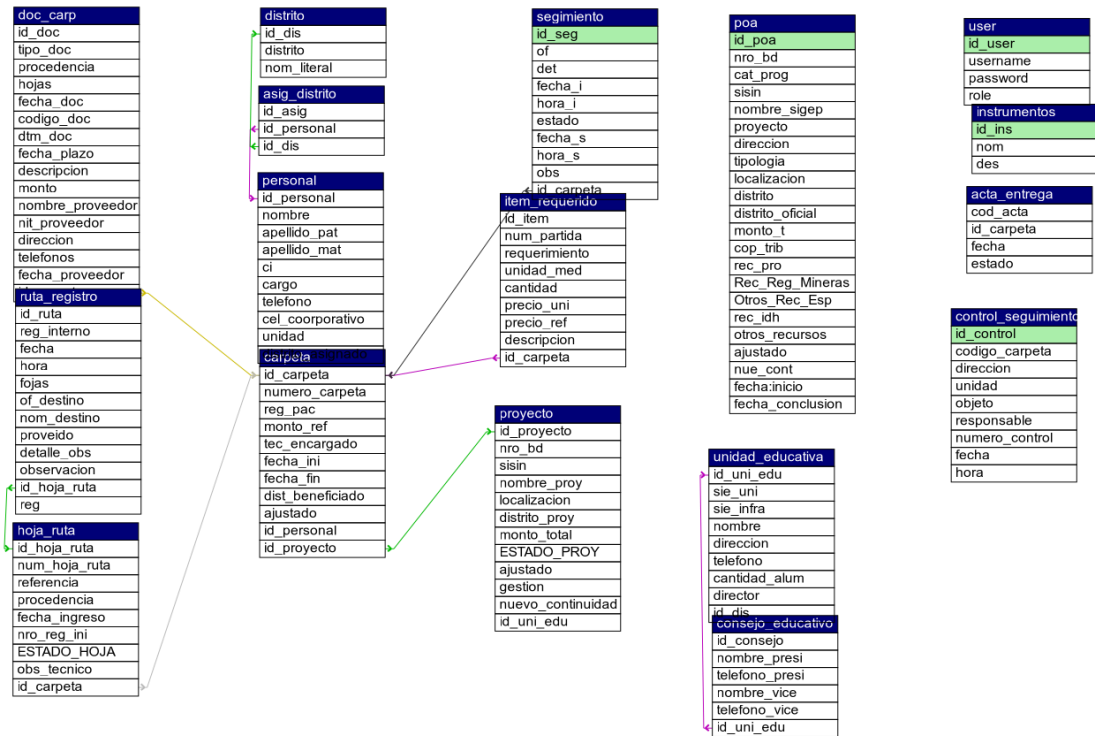 doc_carp
id_doc
tipo_doc
procedencia
hojas
fecha_doc
codigo_doc
dtm_doc
fecha_plazo
descripcion
monto
nombre_proveedor
nit_proveedor
direccion
telefonos
fecha_proveedor
ruta_registro
id_ruta
reg_interno
fecha
hora
fojas
of_destino
nom_destino
proveido
detalle_obs
observacion
id_hoja_ruta
reg
hoja_ruta
id_hoja_ruta
num_hoja_ruta
referencia
procedencia
fecha_ingreso
nro_reg_ini
ESTADO_HOJA
obs_tecnico
id_carpeta
distrito
id_dis
distrito
nom_literal
asig_distrito
id_asig
id_personal
id_dis
personal
id_personal
nombre
apellido_pat
apellido_mat
ci
cargo
telefono
cel_coorporativo
unidad
carpeta
id_carpeta
numero_carpeta
reg_pac
monto_ref
tec_encargado
fecha_ini
fecha_fin
dist_beneficiado
ajustado
id_personal
id_proyecto
segimiento
id_seg
of
det
fecha_i
hora_i
estado
fecha_s
hora_s
obs
id_carpeta
item_requerido
id_item
num_partida
requerimiento
unidad_med
cantidad
precio_uni
precio_ref
descripcion
id_carpeta
proyecto
id_proyecto
nro_bd
sisin
nombre_proy
localizacion
distrito_proy
monto_total
ESTADO_PROY
ajustado
gestion
nuevo_continuidad
id_uni_edu
poa
id_poa
nro_bd
cat_prog
sisin
nombre_sigep
proyecto
direccion
tipologia
localizacion
distrito
distrito_oficial
monto_t
cop_trib
rec_pro
Rec_Reg_Mineras
Otros_Rec_Esp
rec_idh
otros_recursos
ajustado
nue_cont
fecha:inicio
fecha_conclusion
unidad_educativa
id_uni_edu
sie_uni
sie_infra
nombre
direccion
telefono
cantidad_alum
director
id_dis
consejo_educativo
id_consejo
nombre_presi
telefono_presi
nombre_vice
telefono_vice
id_uni_edu
user
id_user
username
password
role
instrumentos
id_ins
nom
des
acta_entrega
cod_acta
id_carpeta
fecha
estado
control_seguimiento
id_control
codigo_carpeta
direccion
unidad
objeto
responsable
numero_control
fecha
hora